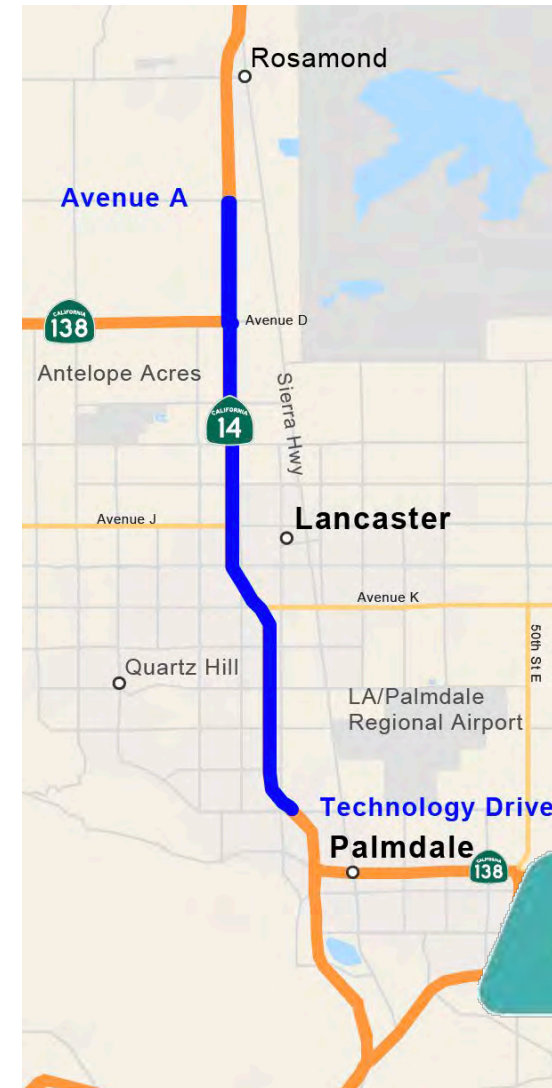 Rosamond
Avenue A
CALIFORNIA
138
Avenue D
Antelope Acres
Sierra Hwy
CALIFORNIA
14
Avenue J
Lancaster
Avenue K
50th St E
Quartz Hill
LA/Palmdale
Regional Airport
Technology Drive
Palmdale
CALIFORNIA
138